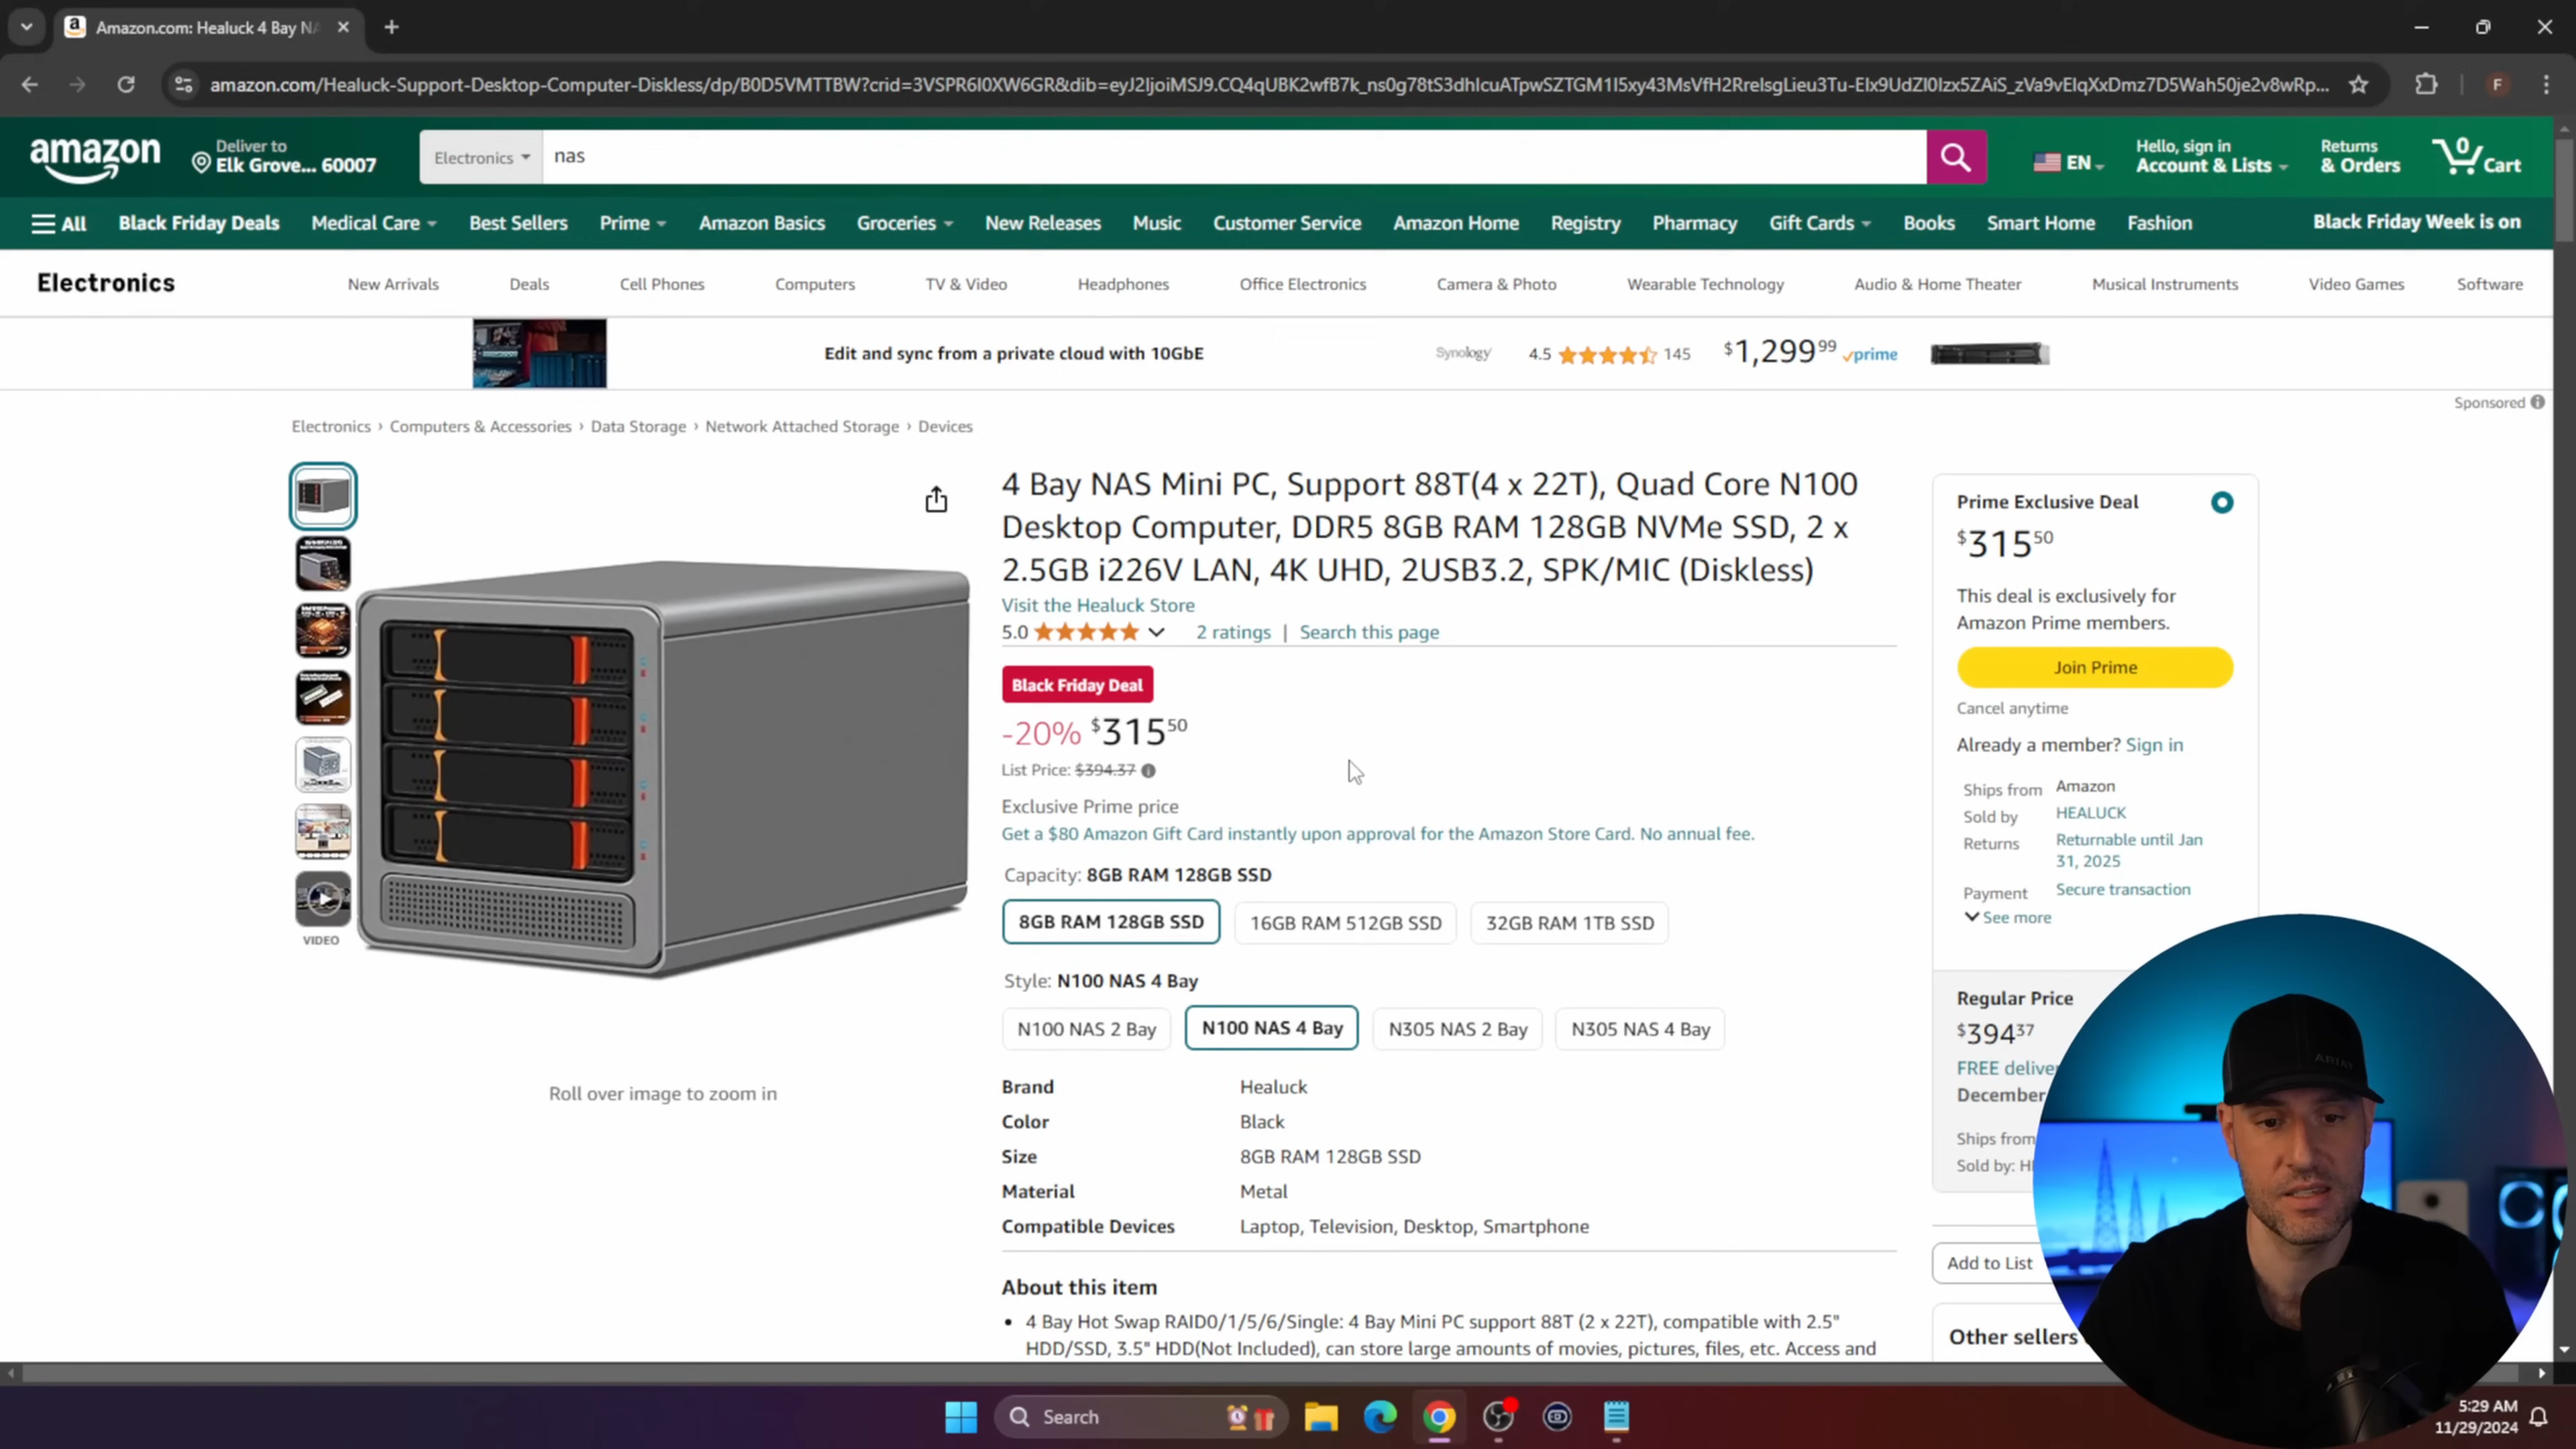 Amazon.com: Healuck 4 Bay NA
amazon.com/Healuck-Support-Desktop-Computer-Diskless/dp/B0D5VMTTBW?crid=3VSPR6I0XW6GR&dib=eyJ2IjoiMSJ9.CQ4qUBK2wfB7k_ns0g78tS3dhIcuATpwSZTGM1I5xy43MsVfH2RrelsgLieu3Tu-EIx9UdZI0Izx5ZAiS_zVa9vEIqXxDmz7D5Wah50je2v8wRp...
F
amazon
Deliver to
Elk Grove... 60007
Electronics
nas
EN
Hello, sign in
Account & Lists
Returns
& Orders
0
Cart
All
Black Friday Deals
Medical Care
Best Sellers
Prime
Amazon Basics
Groceries
New Releases
Music
Customer Service
Amazon Home
Registry
Pharmacy
Gift Cards
Books
Smart Home
Fashion
Black Friday Week is on
Electronics
New Arrivals
Deals
Cell Phones
Computers
TV & Video
Headphones
Office Electronics
Camera & Photo
Wearable Technology
Audio & Home Theater
Musical Instruments
Video Games
Software
Edit and sync from a private cloud with 10GbE
Synology
4.5
145
$1,299 99
prime
Sponsored
Electronics › Computers & Accessories › Data Storage › Network Attached Storage › Devices
4 Bay NAS Mini PC, Support 88T(4 x 22T), Quad Core N100
Desktop Computer, DDR5 8GB RAM 128GB NVMe SSD, 2 x
2.5GB i226V LAN, 4K UHD, 2USB3.2, SPK/MIC (Diskless)
Visit the Healuck Store
5.0
2 ratings | Search this page
Black Friday Deal
-20% $315 50
List Price: $394.37
Exclusive Prime price
Get a $80 Amazon Gift Card instantly upon approval for the Amazon Store Card. No annual fee.
Capacity: 8GB RAM 128GB SSD
8GB RAM 128GB SSD
16GB RAM 512GB SSD
32GB RAM 1TB SSD
Style: N100 NAS 4 Bay
N100 NAS 2 Bay
N100 NAS 4 Bay
N305 NAS 2 Bay
N305 NAS 4 Bay
Brand Healuck
Color Black
Size 8GB RAM 128GB SSD
Material Metal
Compatible Devices Laptop, Television, Desktop, Smartphone
About this item
• 4 Bay Hot Swap RAID0/1/5/6/Single: 4 Bay Mini PC support 88T (2 x 22T), compatible with 2.5"
HDD/SSD, 3.5" HDD(Not Included), can store large amounts of movies, pictures, files, etc. Access and
VIDEO
Roll over image to zoom in
Prime Exclusive Deal
$315 50
This deal is exclusively for
Amazon Prime members.
Join Prime
Cancel anytime
Already a member? Sign in
Ships from Amazon
Sold by HEALUCK
Returns Returnable until Jan
31, 2025
Payment Secure transaction
See more
Regular Price
$394 37
FREE deliver
December
Ships from
Sold by: H
Add to List
Other sellers
ARIAT
Search
5:29 AM
11/29/2024